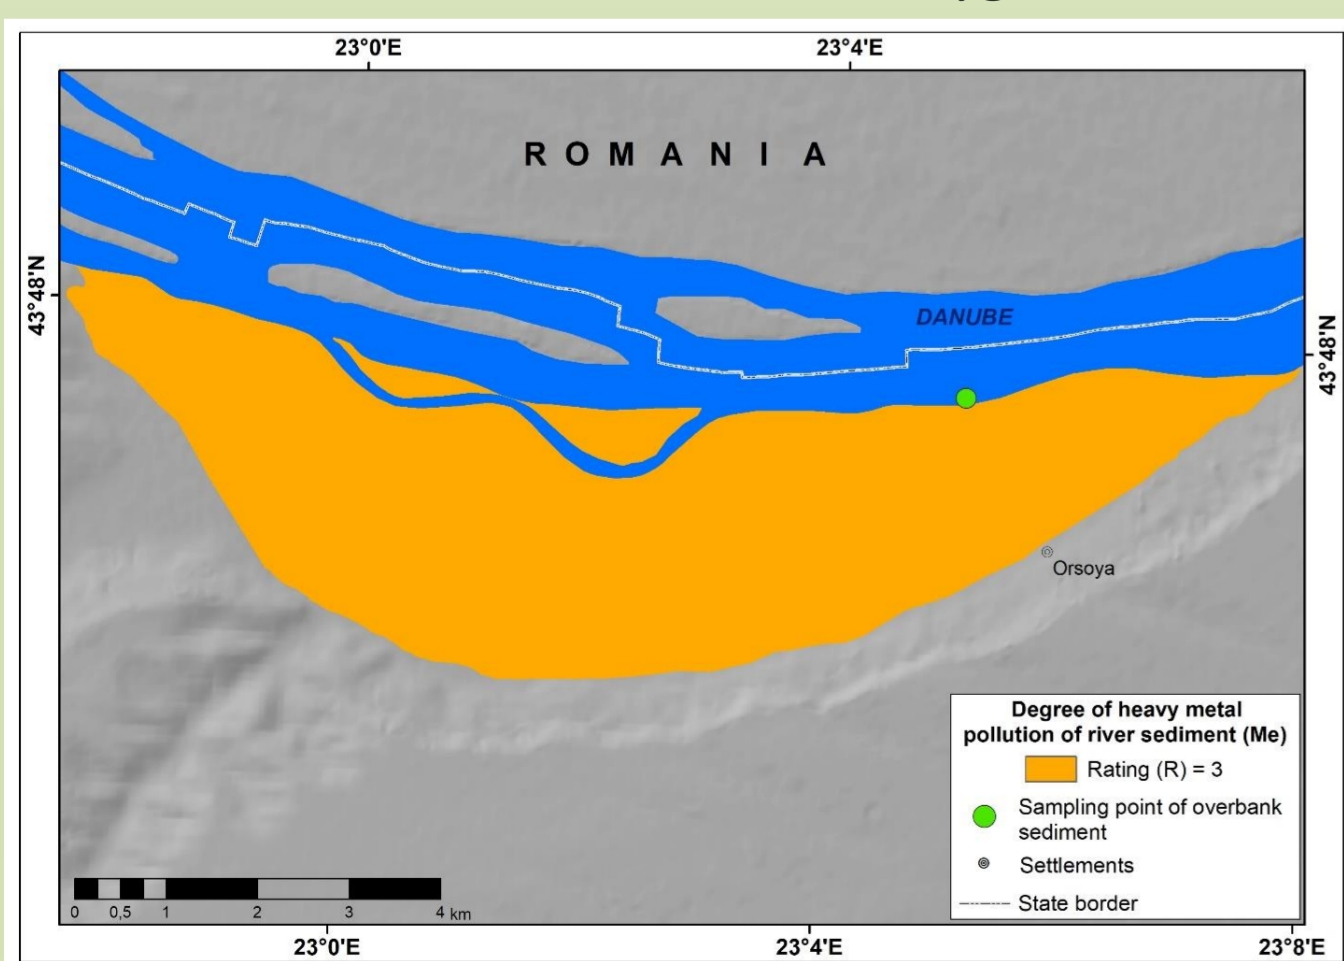 23°0'E
23°4'E
ROMANIA
43°48'N
DANUBE
43°48'N
Orsoya
Degree of heavy metal
pollution of river sediment (Me)
Rating (R) = 3
Sampling point of overbank
sediment
Settlements
State border
0 0,5 1 2 3 4 km
23°0'E
23°4'E
23°8'E